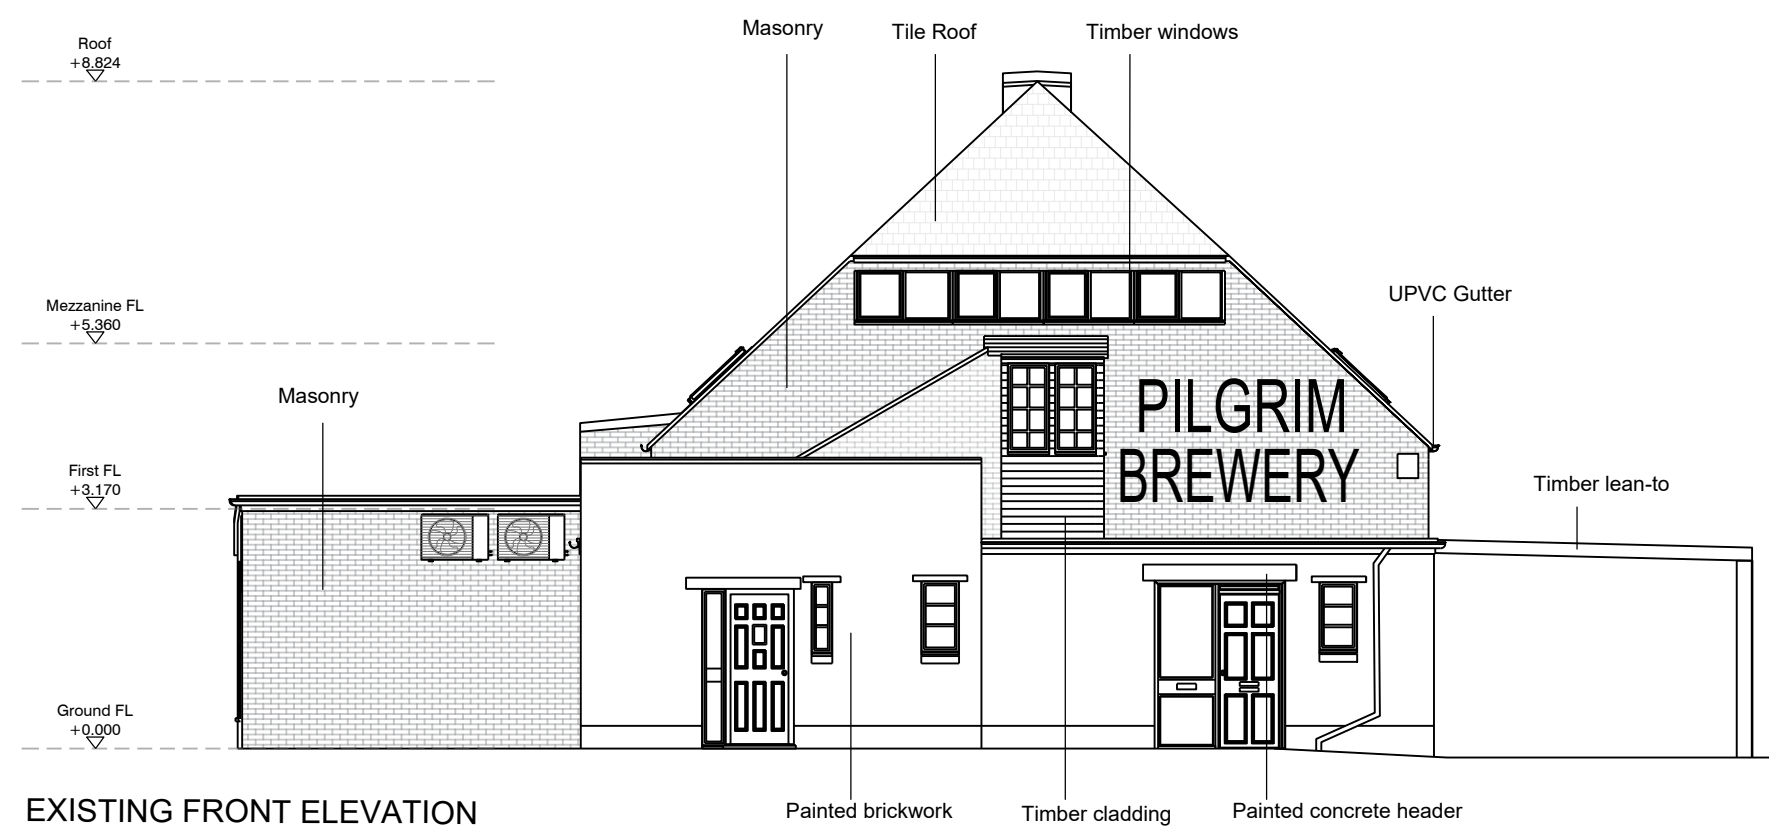 Masonry
Tile Roof
Timber windows
Roof
+8.824
Mezzanine FL
+5.360
UPVC Gutter
Masonry
PILGRIM
BREWERY
First FL
+3.170
Timber lean-to
Ground FL
+0.000
Painted brickwork
Timber cladding
Painted concrete header
EXISTING FRONT ELEVATION